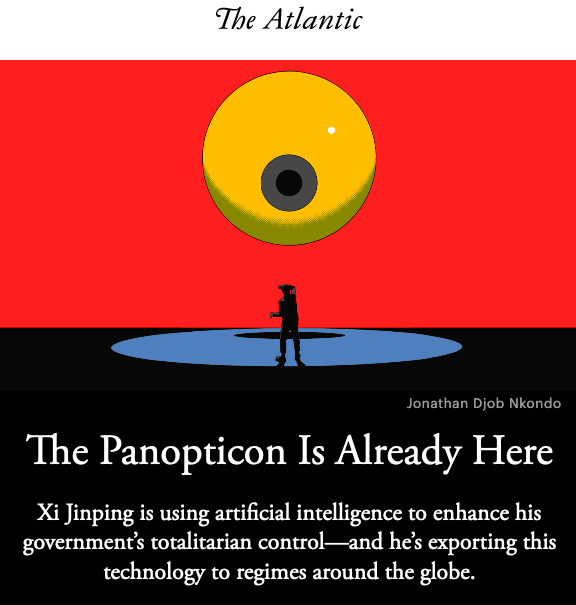 The Atlantic
Jonathan Djob Nkondo
The Panopticon Is Already Here
Xi Jinping is using artificial intelligence to enhance his
government’s totalitarian control—and he’s exporting this
technology to regimes around the globe.